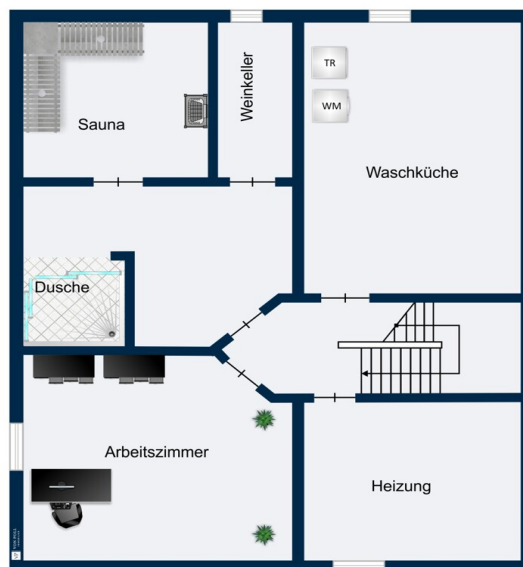 Sauna
Weinkeller
TR
WM
Waschküche
Dusche
Arbeitszimmer
Heizung